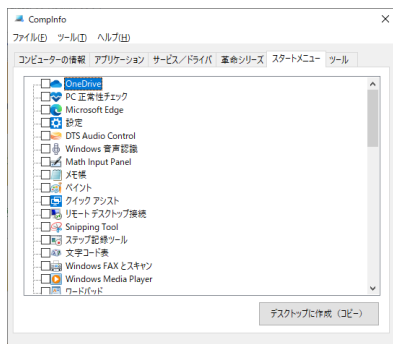 CompInfo
ファイル(F) ツール(T) ヘルプ(H)
コンピューターの情報 アプリケーション サービス/ドライバ 革命シリーズ スタートメニュー ツール
OneDrive
PC 正常性チェック
Microsoft Edge
設定
DTS Audio Control
Windows 音声認識
Math Input Panel
メモ帳
ペイント
クイック アシスト
リモート デスクトップ接続
Snipping Tool
ステップ記録ツール
文字コード表
Windows FAX とスキャン
Windows Media Player
ワードパッド
デスクトップに作成（コピー）